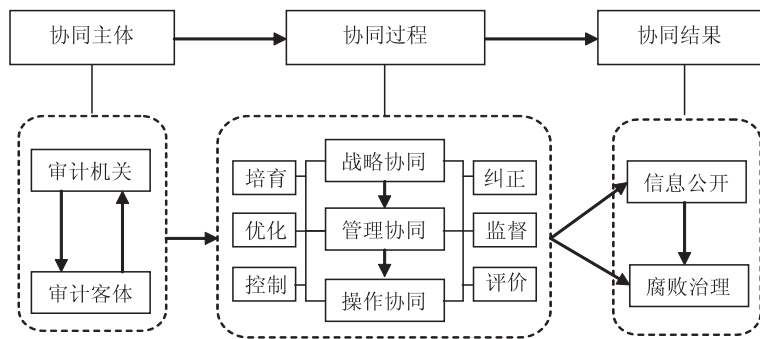 协同主体
协同过程
协同结果
审计机关
审计客体
培育
优化
控制
战略协同
管理协同
操作协同
纠正
监督
评价
信息公开
腐败治理